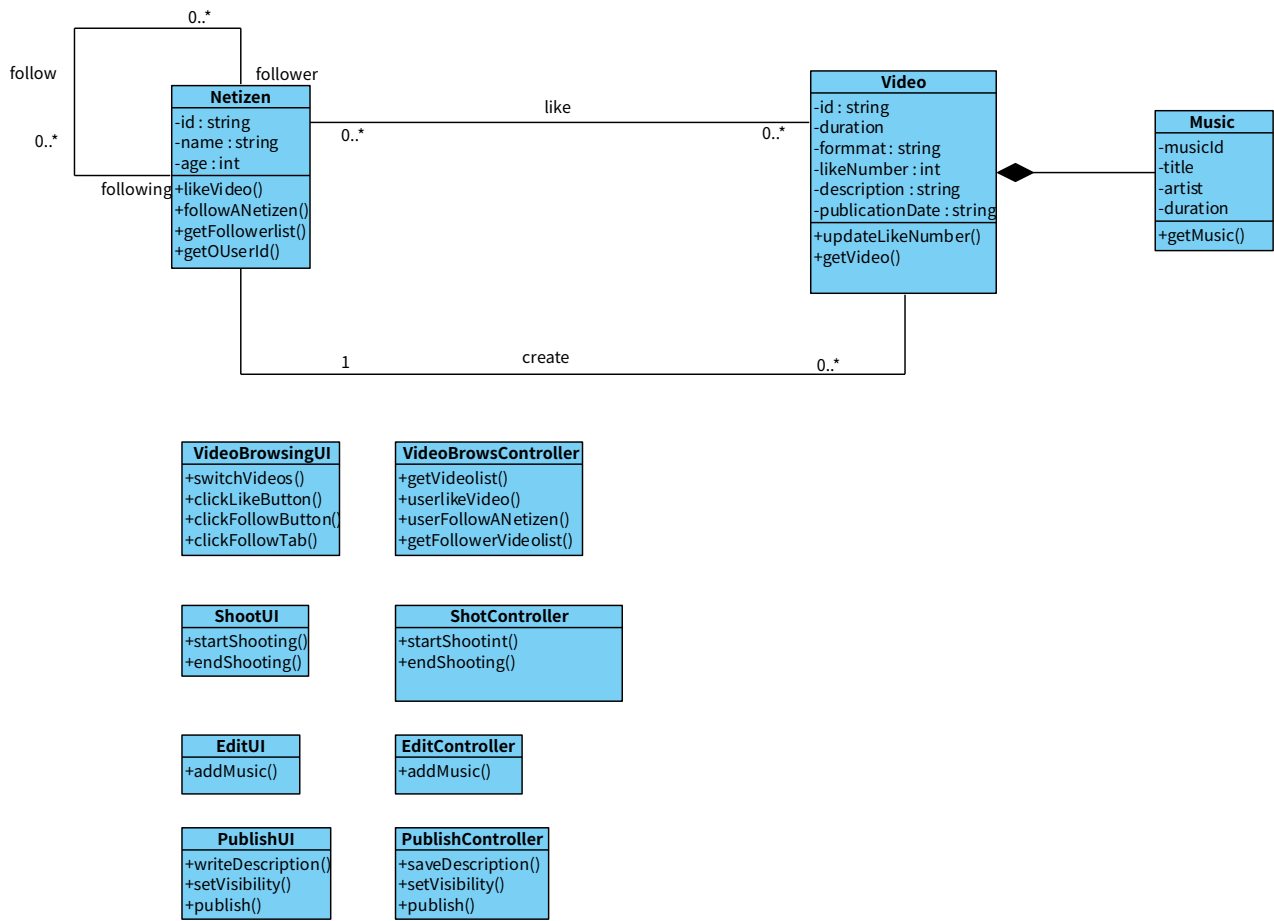 0..*
follow
follower
0..*
following
Netizen
-id : string
-name : string
-age : int
+likeVideo()
+followANetizen()
+getFollowerlist()
+getOUserId()
like
0..*
0..*
Video
-id : string
-duration
-formmat : string
-likeNumber : int
-description : string
-publicationDate : string
+updateLikeNumber()
+getVideo()
Music
-musicId
-title
-artist
-duration
+getMusic()
1
create
0..*
VideoBrowsingUI
+switchVideos()
+clickLikeButton()
+clickFollowButton()
+clickFollowTab()
VideoBrowsController
+getVideolist()
+userlikeVideo()
+userFollowANetizen()
+getFollowerVideolist()
ShootUI
+startShooting()
+endShooting()
ShotController
+startShootint()
+endShooting()
EditUI
+addMusic()
EditController
+addMusic()
PublishUI
+writeDescription()
+setVisibility()
+publish()
PublishController
+saveDescription()
+setVisibility()
+publish()